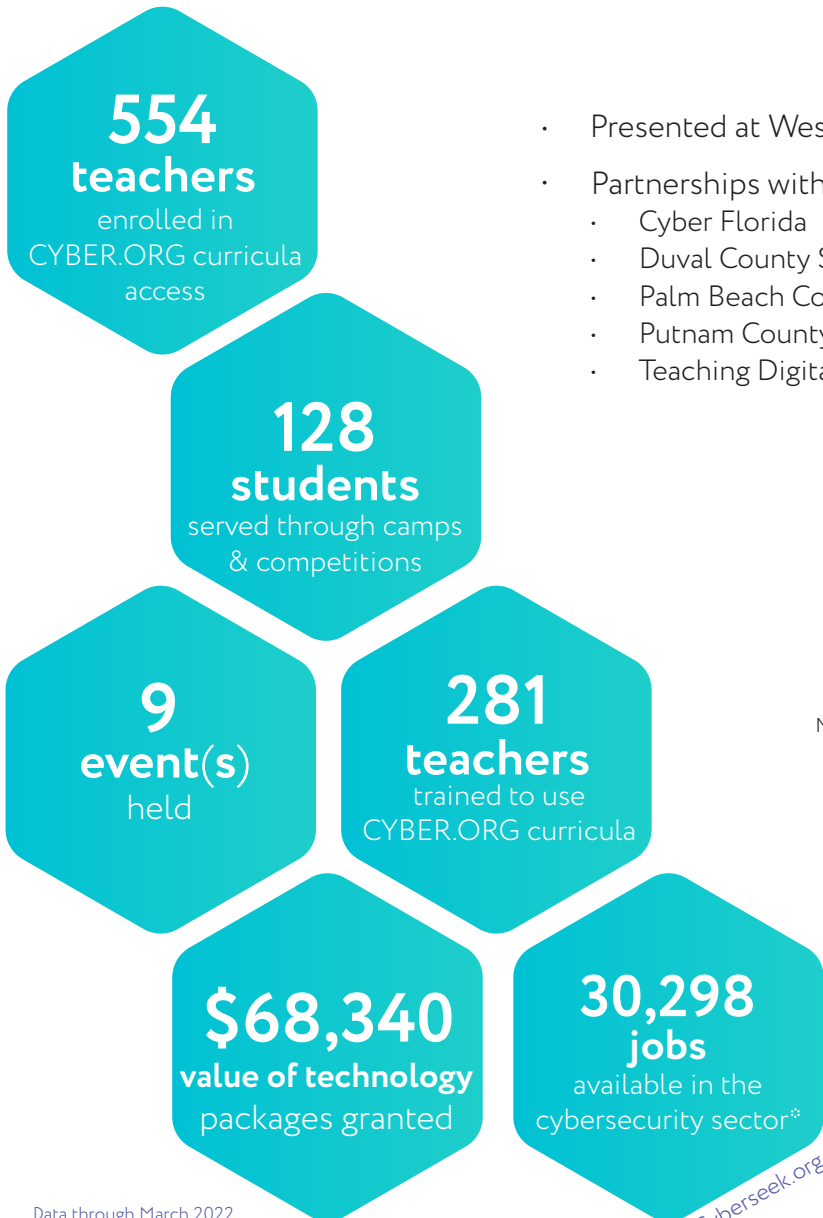 554
teachers
enrolled in
CYBER.ORG curricula
access
128
students
served through camps
& competitions
9
event(s)
held
281
teachers
trained to use
CYBER.ORG curricula
$68,340
value of technology
packages granted
30,298
jobs
available in the
cybersecurity sector*
• Presented at
• Partnerships with
• Cyber Florida
• Duval County
• Palm Beach
• Putnam
• Teaching
Data through March 2022